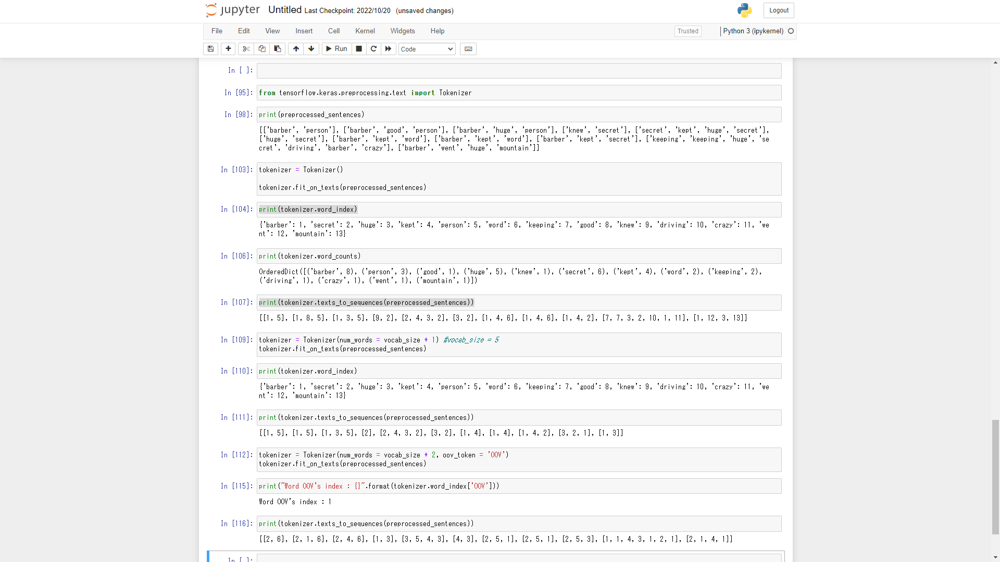 jupyter Untitled Last Checkpoint: 2022/10/20 (unsaved changes) Logout
File Edit View Insert Cell Kernel Widgets Help Trusted Python 3 (ipykernel)
Run Code
In [ ]:
In [95]: from tensorflow.keras.preprocessing.text import Tokenizer
In [98]: print(preprocessed_sentences)
[['barber', 'person'], ['barber', 'good', 'person'], ['barber', 'huge', 'person'], ['knew', 'secret'], ['secret', 'kept', 'huge', 'secret'],
['huge', 'secret'], ['barber', 'kept', 'word'], ['barber', 'kept', 'word'], ['barber', 'kept', 'secret'], ['keeping', 'keeping', 'huge', 'se
cret', 'driving', 'barber', 'crazy'], ['barber', 'went', 'huge', 'mountain']]
In [103]: tokenizer = Tokenizer()
tokenizer.fit_on_texts(preprocessed_sentences)
In [104]: print(tokenizer.word_index)
{'barber': 1, 'secret': 2, 'huge': 3, 'kept': 4, 'person': 5, 'word': 6, 'keeping': 7, 'good': 8, 'knew': 9, 'driving': 10, 'crazy': 11, 'we
nt': 12, 'mountain': 13}
In [106]: print(tokenizer.word_counts)
OrderedDict([('barber', 8), ('person', 3), ('good', 1), ('huge', 5), ('knew', 1), ('secret', 6), ('kept', 4), ('word', 2), ('keeping', 2),
('driving', 1), ('crazy', 1), ('went', 1), ('mountain', 1)])
In [107]: print(tokenizer.texts_to_sequences(preprocessed_sentences))
[[1, 5], [1, 8, 5], [1, 3, 5], [9, 2], [2, 4, 3, 2], [3, 2], [1, 4, 6], [1, 4, 6], [1, 4, 2], [7, 7, 3, 2, 10, 1, 11], [1, 12, 3, 13]]
In [109]: tokenizer = Tokenizer(num_words = vocab_size + 1) #vocab_size = 5
tokenizer.fit_on_texts(preprocessed_sentences)
In [110]: print(tokenizer.word_index)
{'barber': 1, 'secret': 2, 'huge': 3, 'kept': 4, 'person': 5, 'word': 6, 'keeping': 7, 'good': 8, 'knew': 9, 'driving': 10, 'crazy': 11, 'we
nt': 12, 'mountain': 13}
In [111]: print(tokenizer.texts_to_sequences(preprocessed_sentences))
[[1, 5], [1, 5], [1, 3, 5], [2], [2, 4, 3, 2], [3, 2], [1, 4], [1, 4], [1, 4, 2], [3, 2, 1], [1, 3]]
In [112]: tokenizer = Tokenizer(num_words = vocab_size + 2, oov_token = 'OOV')
tokenizer.fit_on_texts(preprocessed_sentences)
In [115]: print("Word OOV's index : {}".format(tokenizer.word_index['OOV']))
Word OOV's index : 1
In [116]: print(tokenizer.texts_to_sequences(preprocessed_sentences))
[[2, 6], [2, 1, 6], [2, 4, 6], [1, 3], [3, 5, 4, 3], [4, 3], [2, 5, 1], [2, 5, 1], [2, 5, 3], [1, 1, 4, 3, 1, 2, 1], [2, 1, 4, 1]]
In [ ]: